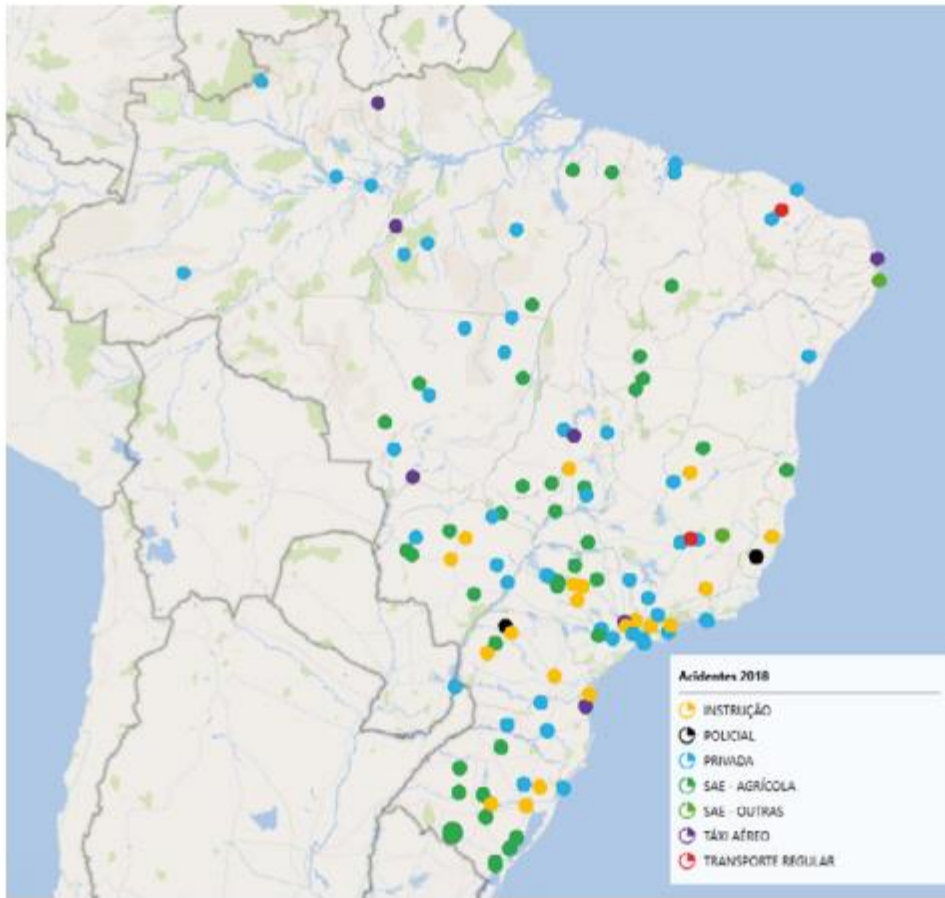 Acidentes 2018
INSTRUÇÃO
POLICIAL
PRIVADA
SAE - AGRÍCOLA
SAE - OUTRAS
TÁXI AÉREO
TRANSPORTE REGULAR